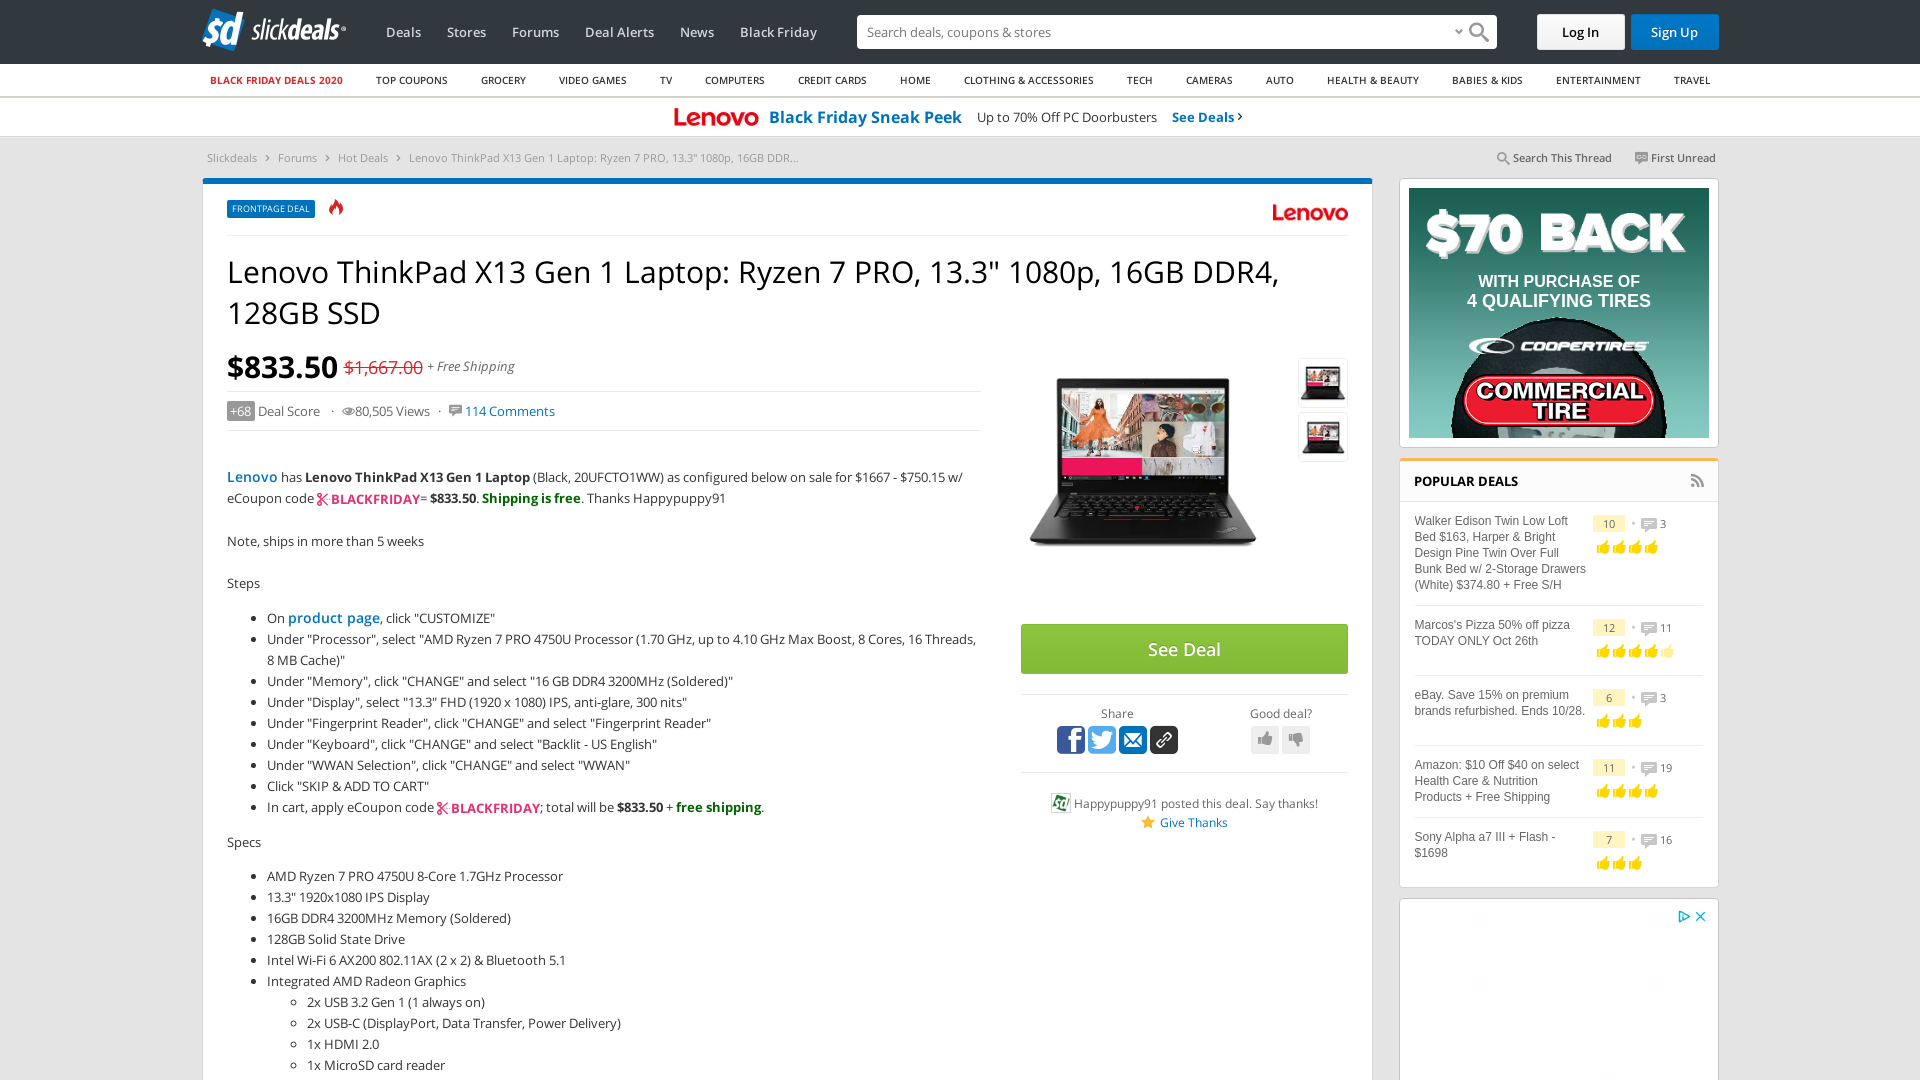 slickdeals
Deals
Stores
Forums
Deal Alerts
News
Black Friday
Search deals, coupons & stores
Log In
Sign Up
BLACK FRIDAY DEALS 2020
TOP COUPONS
GROCERY
VIDEO GAMES
TV
COMPUTERS
CREDIT CARDS
HOME
CLOTHING & ACCESSORIES
TECH
CAMERAS
AUTO
HEALTH & BEAUTY
BABIES & KIDS
ENTERTAINMENT
TRAVEL
Lenovo Black Friday Sneak Peek Up to 70% Off PC Doorbusters See Deals ›
Slickdeals › Forums › Hot Deals › Lenovo ThinkPad X13 Gen 1 Laptop: Ryzen 7 PRO, 13.3" 1080p, 16GB DDR...
Search This Thread
First Unread
FRONTPAGE DEAL
Lenovo
Lenovo ThinkPad X13 Gen 1 Laptop: Ryzen 7 PRO, 13.3" 1080p, 16GB DDR4,
128GB SSD
$833.50 $1,667.00 + Free Shipping
+68 Deal Score · 80,505 Views · 114 Comments
Lenovo has Lenovo ThinkPad X13 Gen 1 Laptop (Black, 20UFCTO1WW) as configured below on sale for $1667 - $750.15 w/
eCoupon code BLACKFRIDAY= $833.50. Shipping is free. Thanks Happypuppy91
Note, ships in more than 5 weeks
Steps
On product page, click "CUSTOMIZE"
Under "Processor", select "AMD Ryzen 7 PRO 4750U Processor (1.70 GHz, up to 4.10 GHz Max Boost, 8 Cores, 16 Threads,
8 MB Cache)"
Under "Memory", click "CHANGE" and select "16 GB DDR4 3200MHz (Soldered)"
Under "Display", select "13.3" FHD (1920 x 1080) IPS, anti-glare, 300 nits"
Under "Fingerprint Reader", click "CHANGE" and select "Fingerprint Reader"
Under "Keyboard", click "CHANGE" and select "Backlit - US English"
Under "WWAN Selection", click "CHANGE" and select "WWAN"
Click "SKIP & ADD TO CART"
In cart, apply eCoupon code BLACKFRIDAY; total will be $833.50 + free shipping.
Specs
AMD Ryzen 7 PRO 4750U 8-Core 1.7GHz Processor
13.3" 1920x1080 IPS Display
16GB DDR4 3200MHz Memory (Soldered)
128GB Solid State Drive
Intel Wi-Fi 6 AX200 802.11AX (2 x 2) & Bluetooth 5.1
Integrated AMD Radeon Graphics
2x USB 3.2 Gen 1 (1 always on)
2x USB-C (DisplayPort, Data Transfer, Power Delivery)
1x HDMI 2.0
1x MicroSD card reader
See Deal
Share
Good deal?
Happypuppy91 posted this deal. Say thanks!
Give Thanks
$70 BACK
WITH PURCHASE OF
4 QUALIFYING TIRES
COOPERTIRES
COMMERCIAL
TIRE
POPULAR DEALS
Walker Edison Twin Low Loft
Bed $163, Harper & Bright
Design Pine Twin Over Full
Bunk Bed w/ 2-Storage Drawers
(White) $374.80 + Free S/H
10 • 3
Marcos's Pizza 50% off pizza
TODAY ONLY Oct 26th
12 • 11
eBay. Save 15% on premium
brands refurbished. Ends 10/28.
6 • 3
Amazon: $10 Off $40 on select
Health Care & Nutrition
Products + Free Shipping
11 • 19
Sony Alpha a7 III + Flash -
$1698
7 • 16